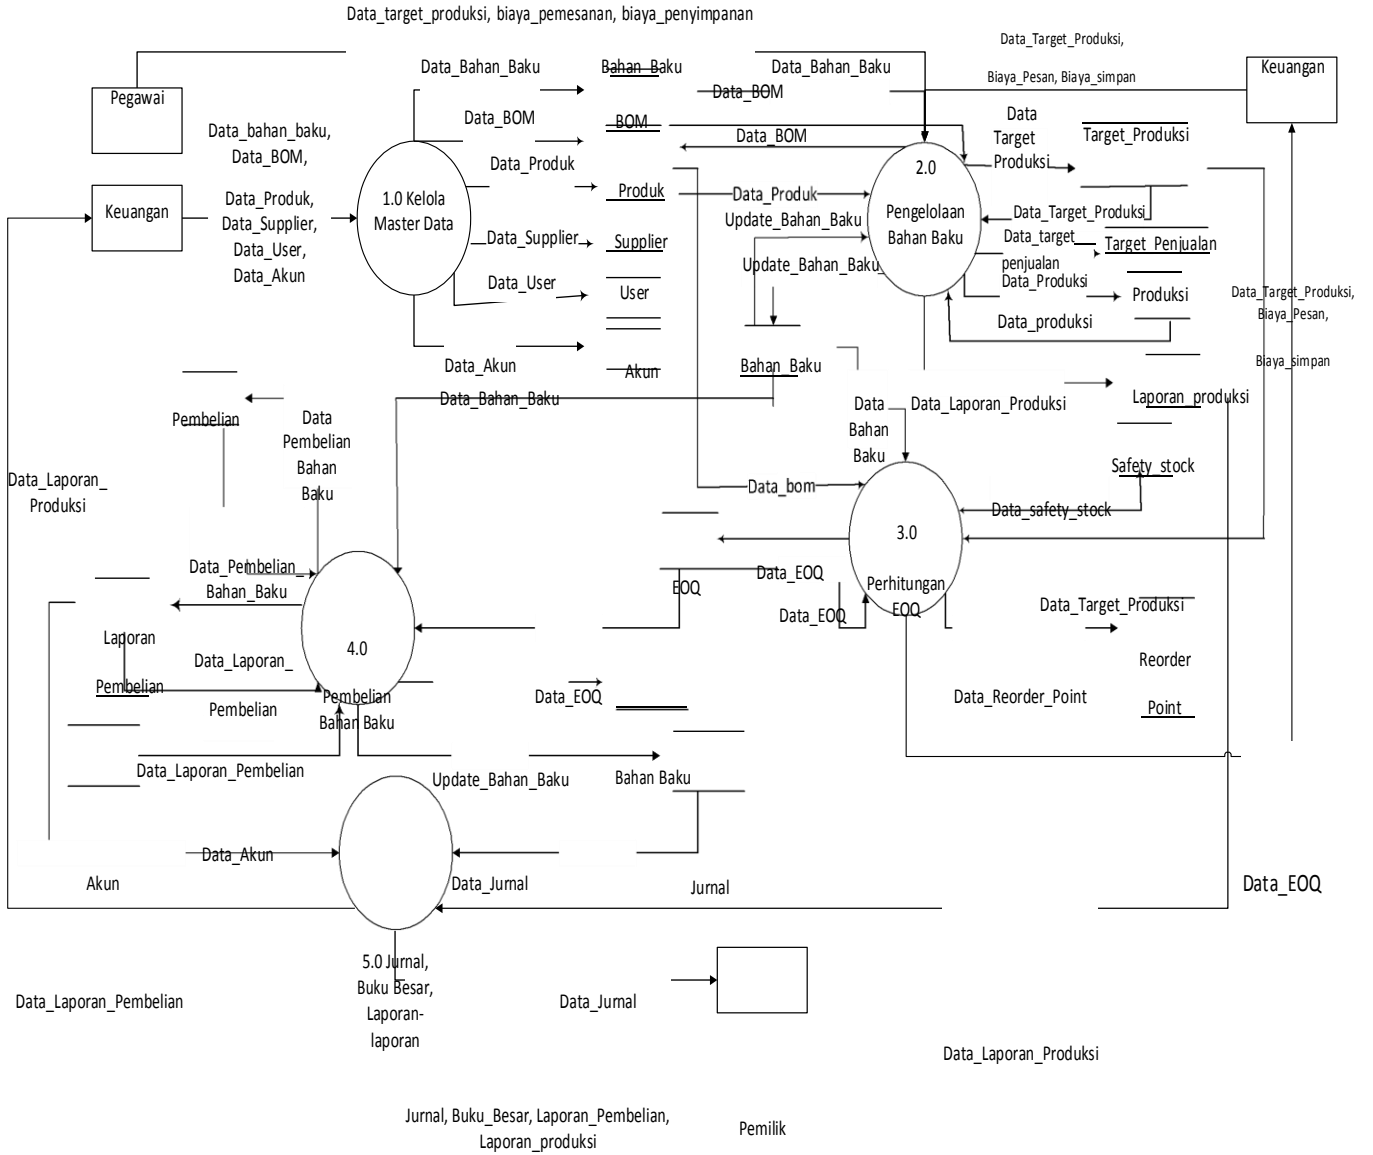 Data_target_produksi, biaya_pemesanan, biaya_penyimpanan
Data_Target_Produksi,
Biaya_Pesan, Biaya_simpan
Keuangan
Pegawai
Data_Bahan_Baku
Bahan_Baku
Data_Bahan_Baku
Data_BOM
Data_BOM
BOM
Data_BOM
Data
Target
Produksi
Target_Produksi
Data_bahan_baku,
Data_BOM,
Data_Produk,
Data_Supplier,
Data_User,
Data_Akun
Keuangan
1.0 Kelola
Master Data
Data_Produk
Produk
Data_Produk
Data_Supplier
Supplier
Update_Bahan_Baku
Data_User
User
Update_Bahan_Baku_
2.0
Pengelolaan
Bahan Baku
Data_Target_Produksi
Data_target_
penjualan
Target_Penjualan
Data_Produksi
Produksi
Data_produksi
Data_Target_Produksi,
Biaya_Pesan,
Biaya_simpan
Data_Akun
Akun
Bahan_Baku
Data_Bahan_Baku
Pembelian
Data
Pembelian
Bahan
Baku
Data
Bahan
Baku
Data_Laporan_Produksi
Laporan_produksi
Safety_stock
Data_safety_stock
Data_Laporan_
Produksi
Data_bom
3.0
Perhitungan
EOQ
Data_Pembelian_
Bahan_Baku
EOQ
Data_EOQ
Data_EOQ
Data_Target_Produksi
Laporan
Pembelian
Data_Laporan_
Pembelian
4.0
Pembelian
Bahan Baku
Data_EOQ
Data_Reorder_Point
Reorder
Point
Data_Laporan_Pembelian
Update_Bahan_Baku
Bahan Baku
Data_Akun
Akun
Data_Jurnal
Jurnal
Data_EOQ
5.0 Jurnal,
Buku Besar,
Laporan-
laporan
Data_Laporan_Pembelian
Data_Jurnal
Data_Laporan_Produksi
Jurnal, Buku_Besar, Laporan_Pembelian,
Laporan_produksi
Pemilik